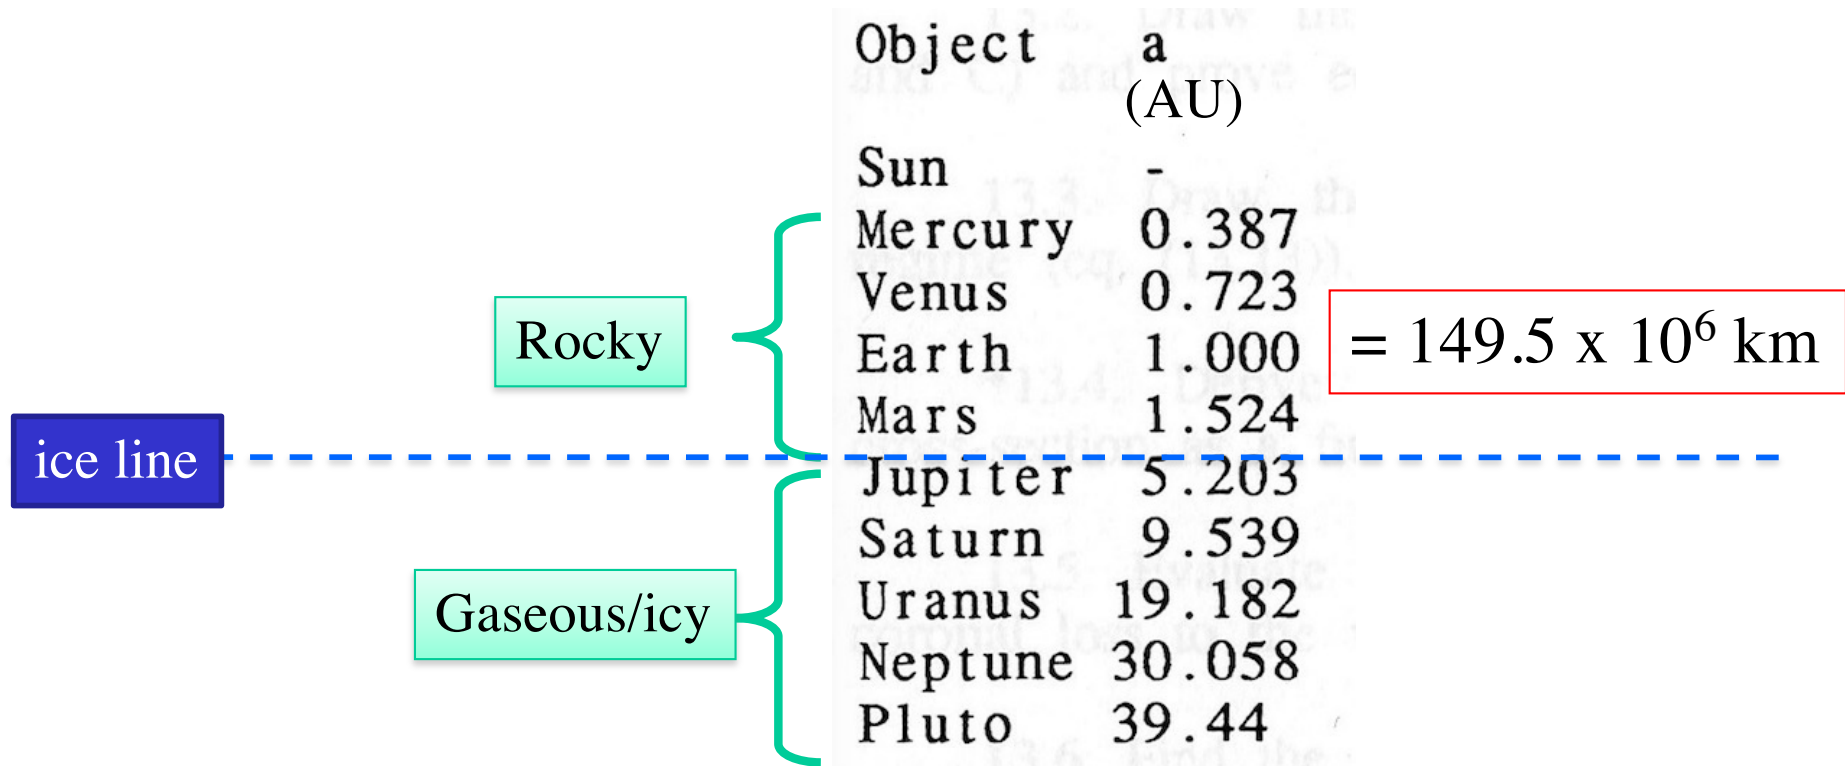 Object a
(AU)
Sun -
Mercury 0.387
Venus 0.723
Earth 1.000 = 149.5 x 10⁶ km
Mars 1.524
Rocky
ice line
Jupiter 5.203
Saturn 9.539
Uranus 19.182
Neptune 30.058
Pluto 39.44
Gaseous/icy